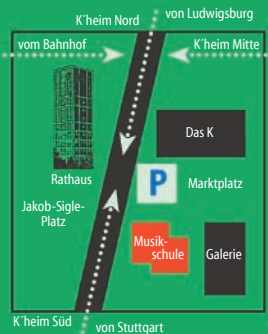 K´heim Nord
von Ludwigsburg
vom Bahnhof
K´heim Mitte
Das K
Rathaus
P
Marktplatz
Jakob-Sigle-
Platz
Musik-
schule
Galerie
K´heim Süd
von Stuttgart